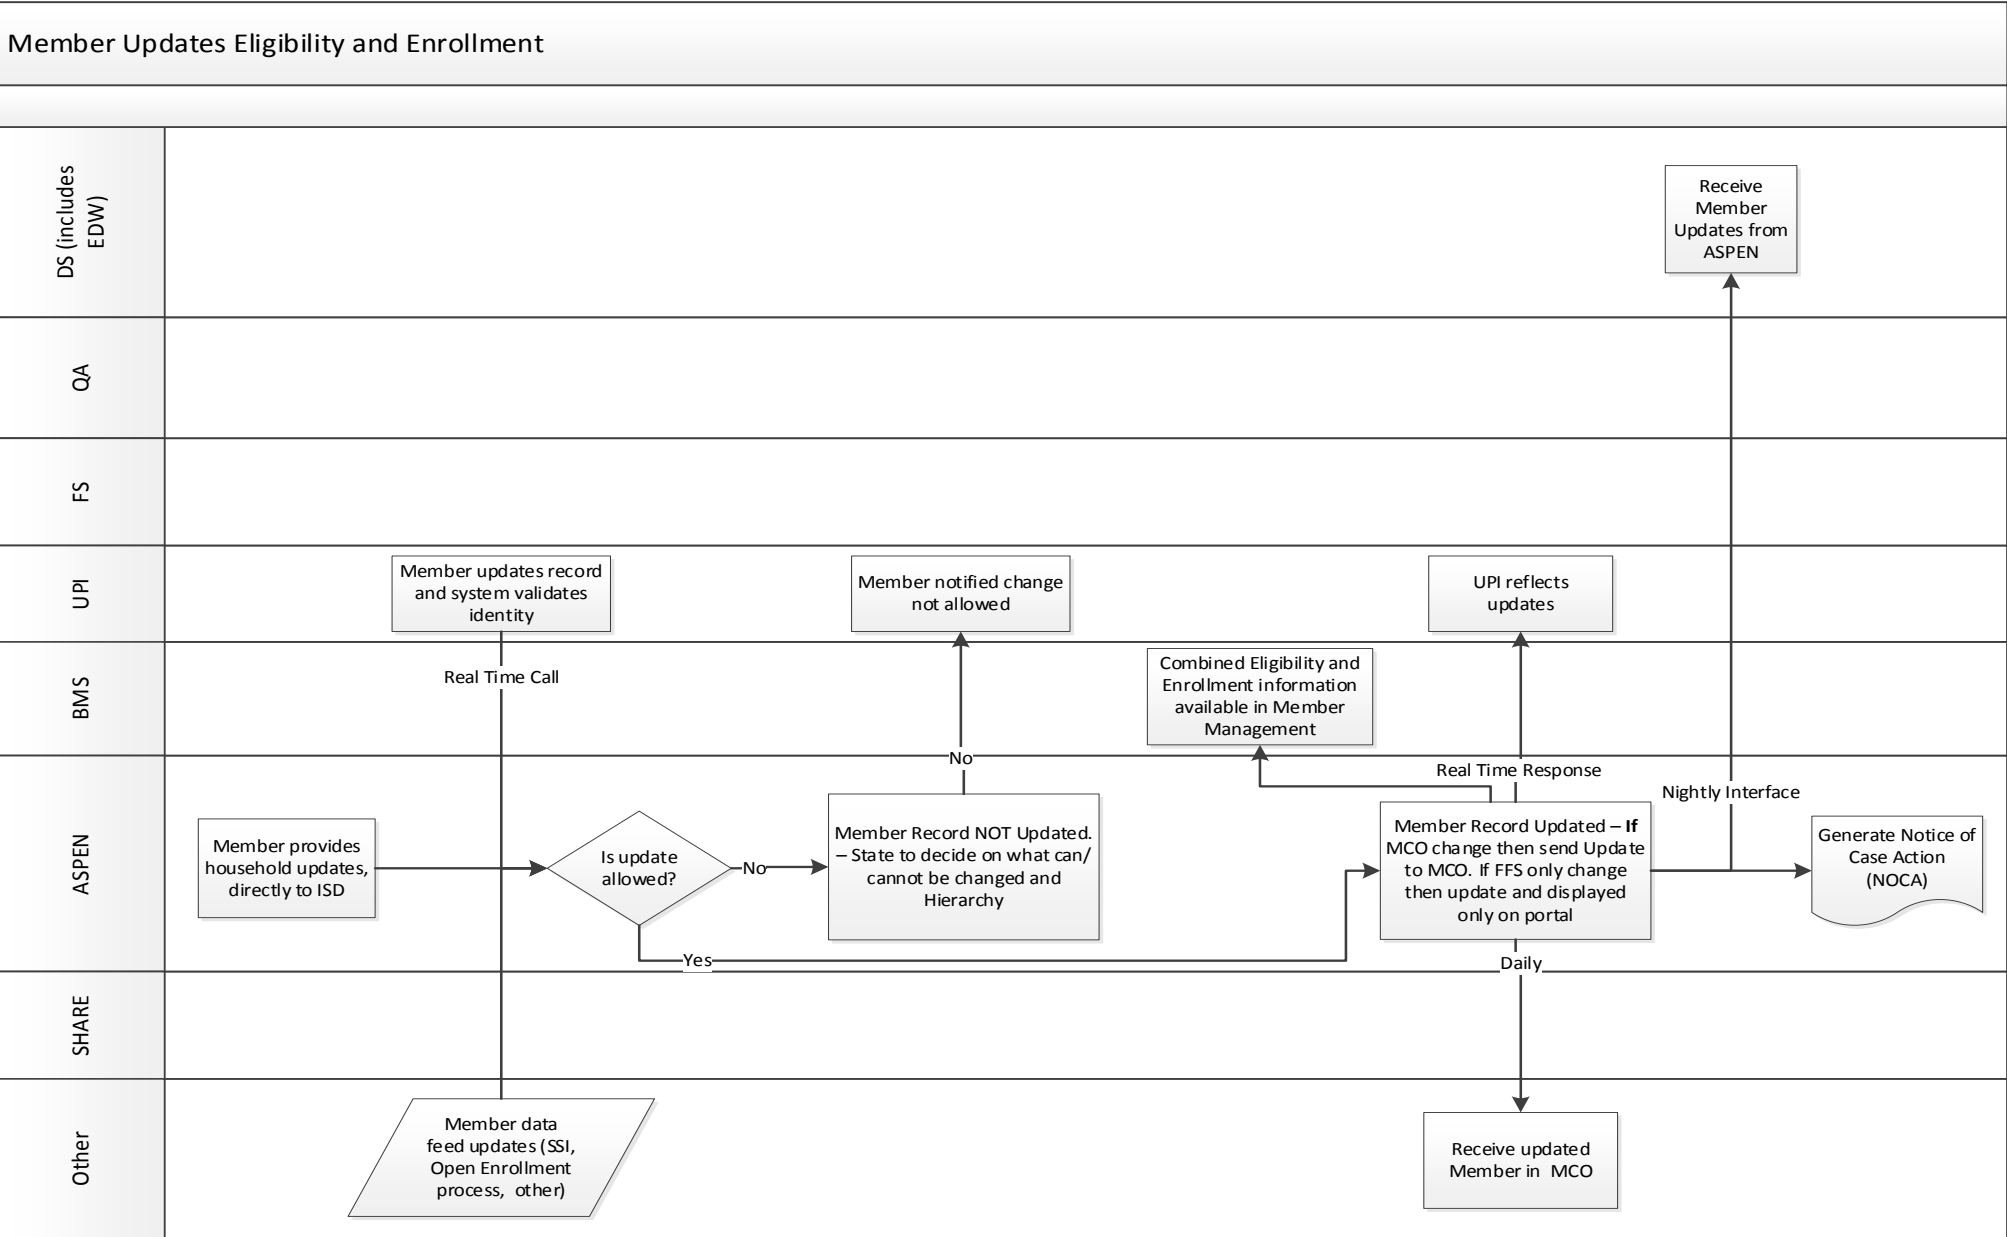 Member Updates Eligibility and Enrollment
DS (includes
EDW)
Receive
Member
Updates from
ASPEN
QA
FS
UPI
Member updates record
and system validates
identity
Member notified change
not allowed
UPI reflects
updates
BMS
Real Time Call
Combined Eligibility and
Enrollment information
available in Member
Management
No
Real Time Response
Nightly Interface
ASPEN
Member provides
household updates,
directly to ISD
Is update
allowed?
No
Member Record NOT Updated.
– State to decide on what can/
cannot be changed and
Hierarchy
Member Record Updated – If
MCO change then send Update
to MCO. If FFS only change
then update and displayed
only on portal
Generate Notice of
Case Action
(NOCA)
Yes
Daily
SHARE
Other
Member data
feed updates (SSI,
Open Enrollment
process, other)
Receive updated
Member in MCO